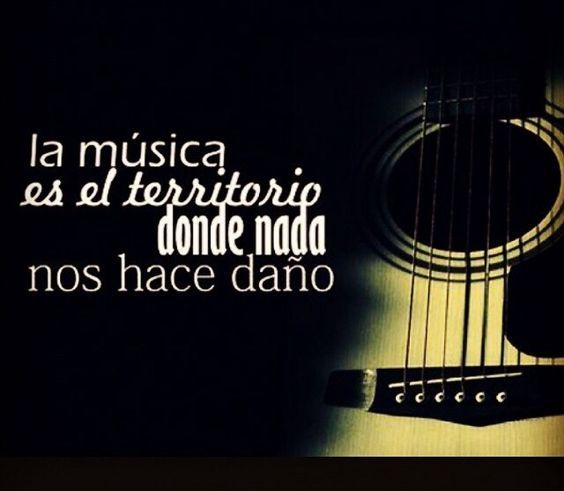 la música
es el territorio
donde nada
nos hace daño